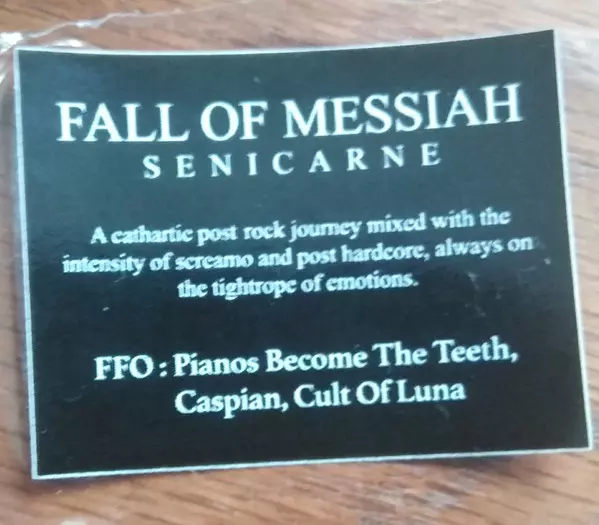 FALL OF MESSIAH
SENICARNE
A cathartic post rock journey mixed with the
intensity of screamo and post hardcore, always on
the tightrope of emotions.
FFO : Pianos Become The Teeth,
Caspian, Cult Of Luna